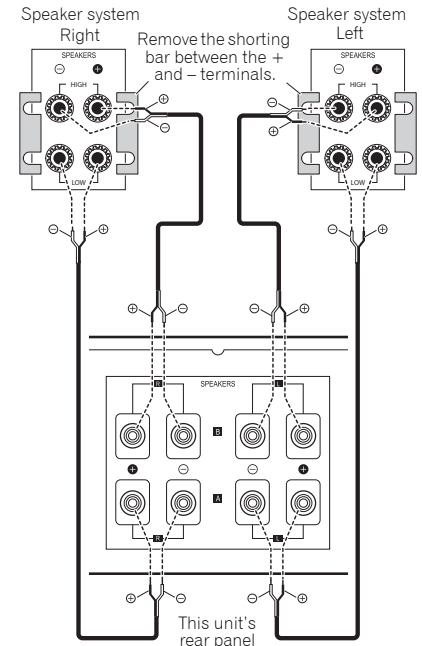 Speaker system
Right
Speaker system
Left
Remove the shorting
bar between the +
and – terminals.
SPEAKERS
⊖ ⊕
HIGH
LOW
SPEAKERS
⊖ ⊕
HIGH
LOW
⊕
⊖
⊖
⊕
⊖ ⊕
⊖ ⊕
⊕ ⊖
⊖ ⊕
R SPEAKERS L
B
⊕ ⊖ ⊖ ⊕
A
R L
⊕ ⊖
⊖ ⊕
This unit's
rear panel